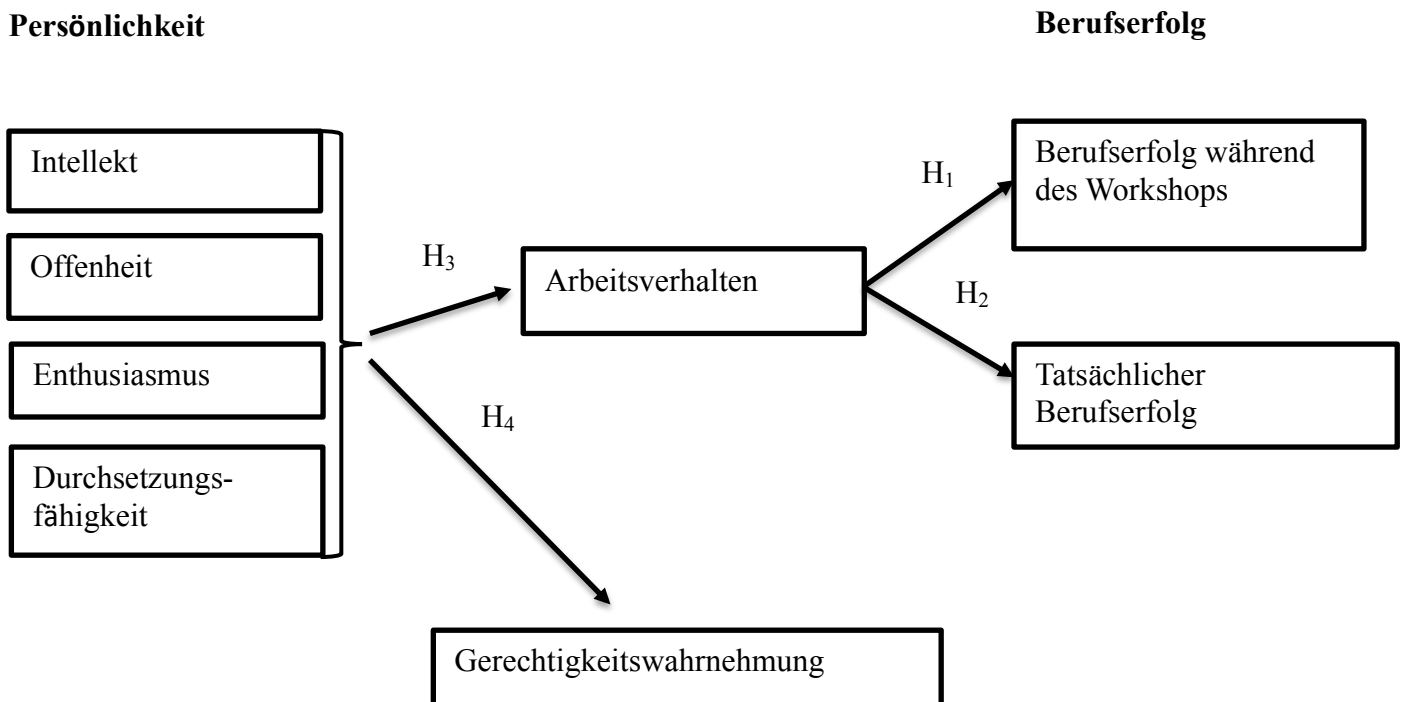 Persönlichkeit
Berufserfolg
Intellekt
Offenheit
Enthusiasmus
Durchsetzungs-
fähigkeit
H₃
H₄
Arbeitsverhalten
H₁
H₂
Berufserfolg während
des Workshops
Tatsächlicher
Berufserfolg
Gerechtigkeitswahrnehmung